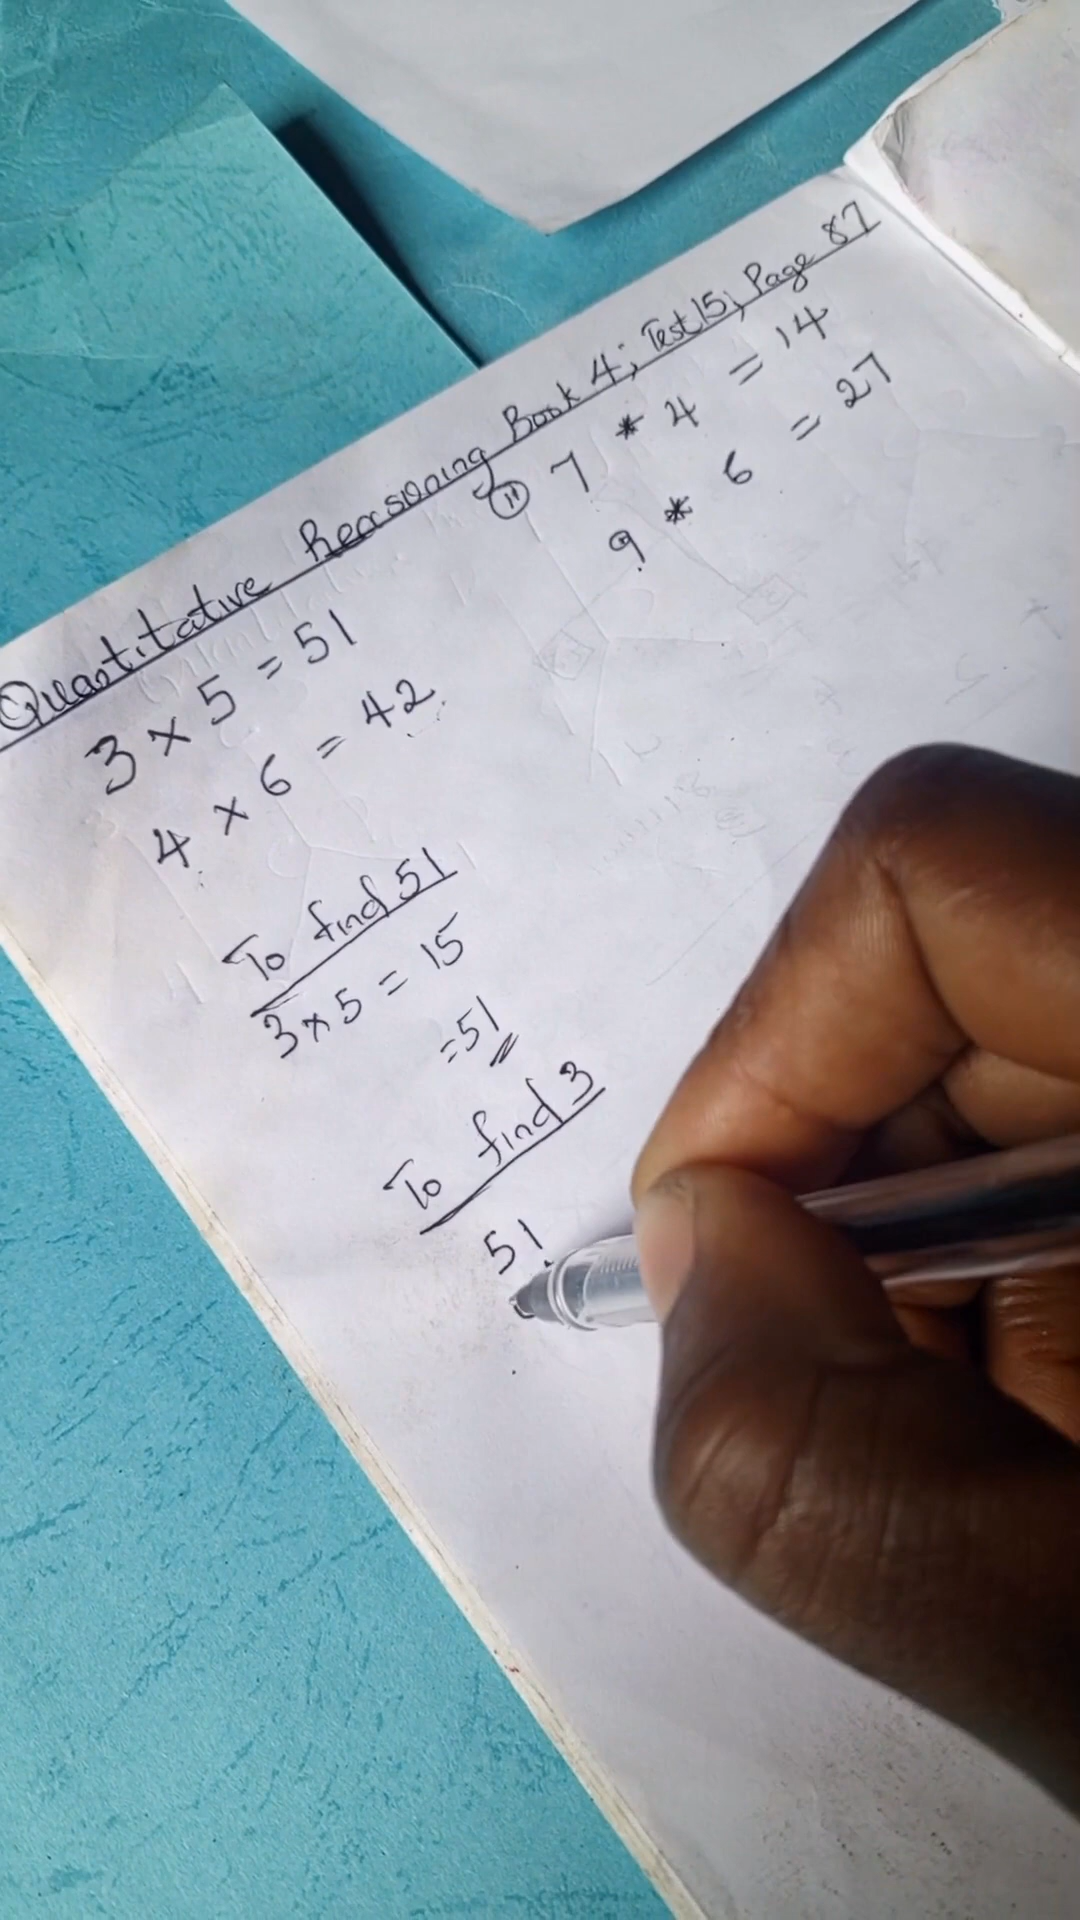 Quantitative Reasoning Book 4; Test 15; Page 87
3 × 5 = 51
4 × 6 = 42
To find 51
3 × 5 = 15
= 51
To find 3
51
11 7 * 4 = 14
9 * 6 = 27